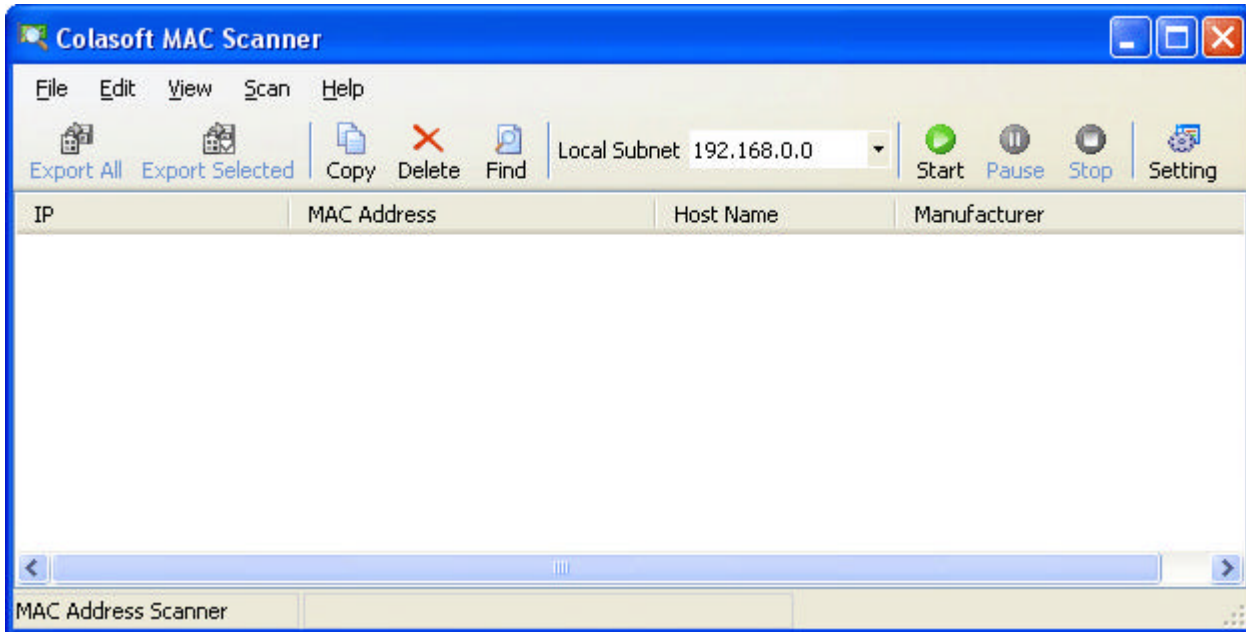 Colasoft MAC Scanner
File Edit View Scan Help
Export All Export Selected Copy Delete Find Local Subnet 192.168.0.0 Start Pause Stop Setting
IP MAC Address Host Name Manufacturer
MAC Address Scanner